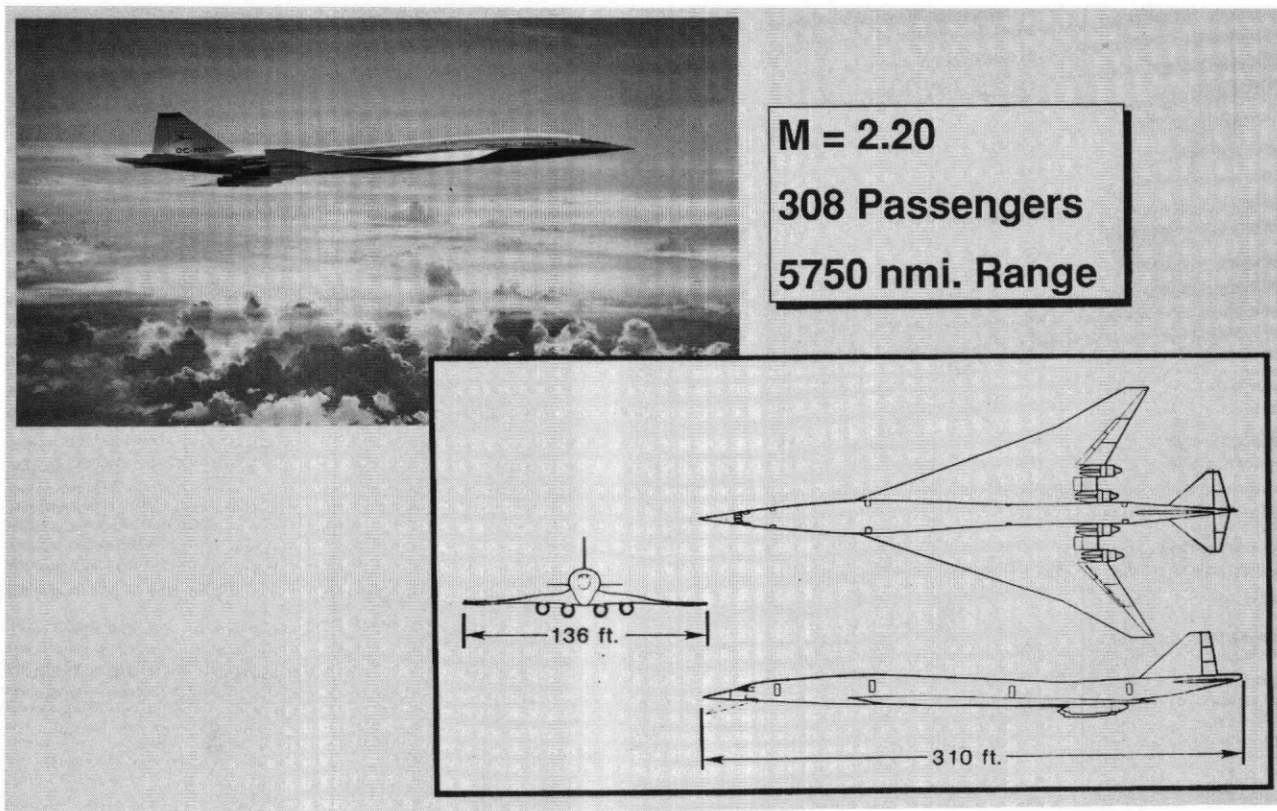 M = 2.20
308 Passengers
5750 nmi. Range
136 ft.
310 ft.